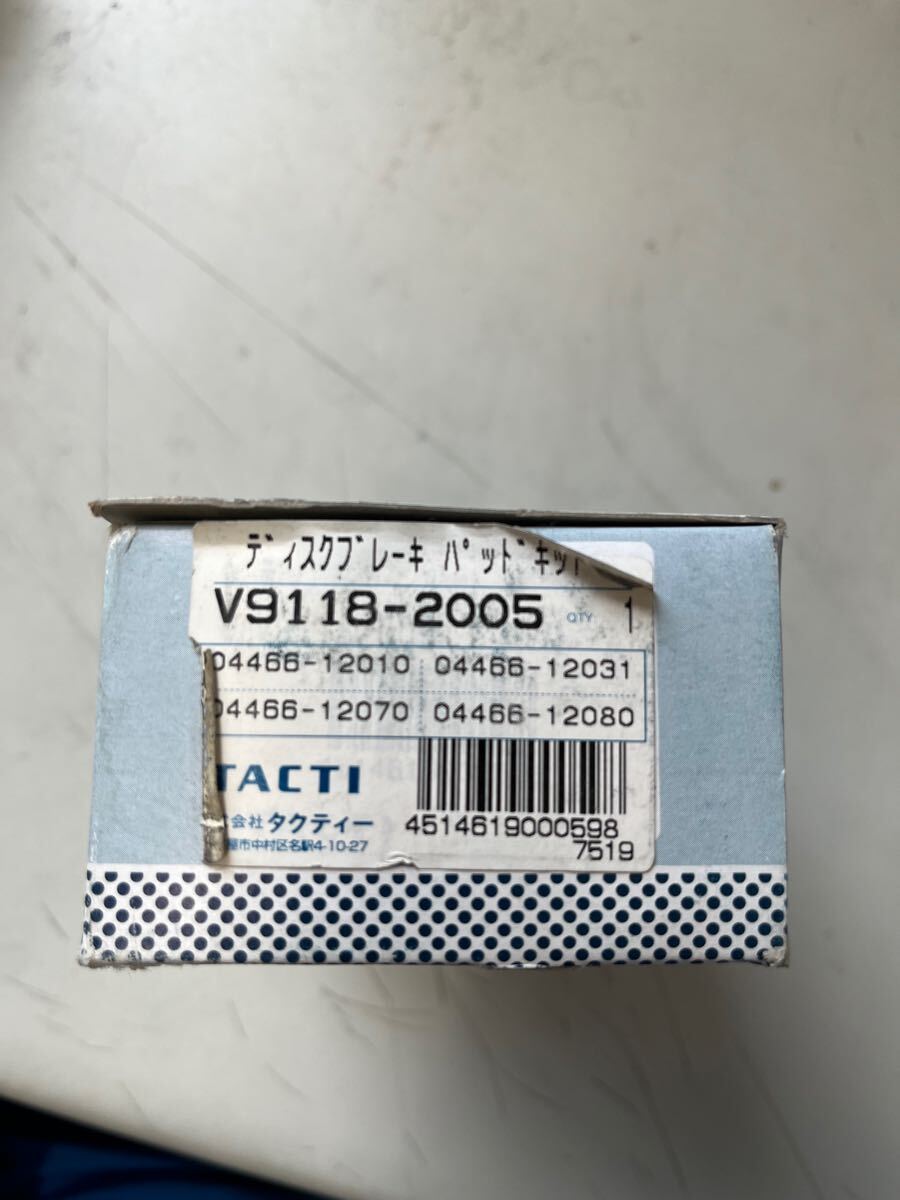 ディスクブレーキ パッドキット
V9118-2005 QTY 1
04466-12010 04466-12031
04466-12070 04466-12080
TACTI
会社 タクティー
屋市中村区名駅4-10-27
4514619000598
7519